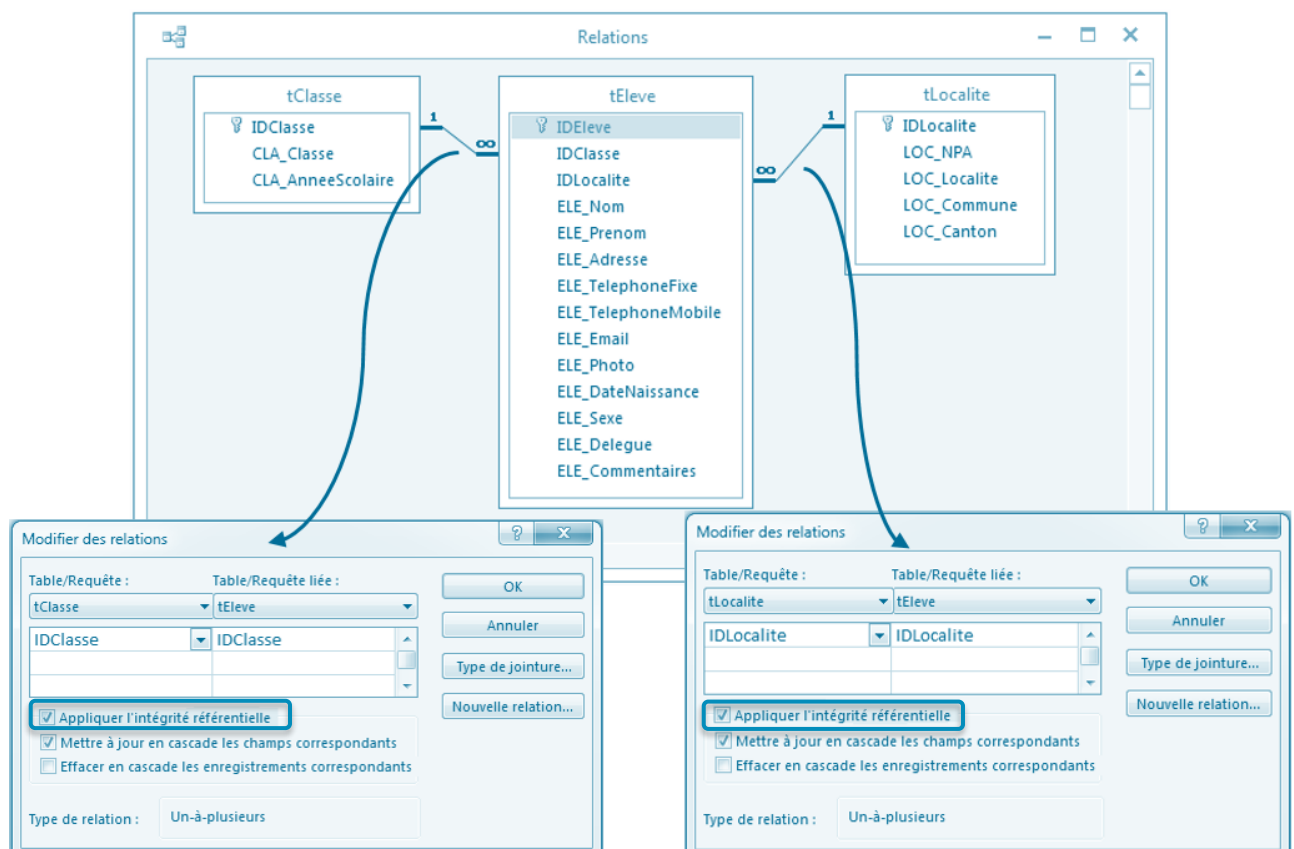 Relations
tClasse
IDClasse
CLA_Classe
CLA_AnneeScolaire
1
∞
tEleve
IDEleve
IDClasse
IDLocalite
ELE_Nom
ELE_Prenom
ELE_Adresse
ELE_TelephoneFixe
ELE_TelephoneMobile
ELE_Email
ELE_Photo
ELE_DateNaissance
ELE_Sexe
ELE_Delegue
ELE_Commentaires
∞
1
tLocalite
IDLocalite
LOC_NPA
LOC_Localite
LOC_Commune
LOC_Canton
Modifier des relations
Table/Requête : Table/Requête liée :
tClasse tEleve
IDClasse IDClasse
OK
Annuler
Type de jointure...
Nouvelle relation...
Appliquer l'intégrité référentielle
Mettre à jour en cascade les champs correspondants
Effacer en cascade les enregistrements correspondants
Type de relation : Un-à-plusieurs
Modifier des relations
Table/Requête : Table/Requête liée :
tLocalite tEleve
IDLocalite IDLocalite
OK
Annuler
Type de jointure...
Nouvelle relation...
Appliquer l'intégrité référentielle
Mettre à jour en cascade les champs correspondants
Effacer en cascade les enregistrements correspondants
Type de relation : Un-à-plusieurs